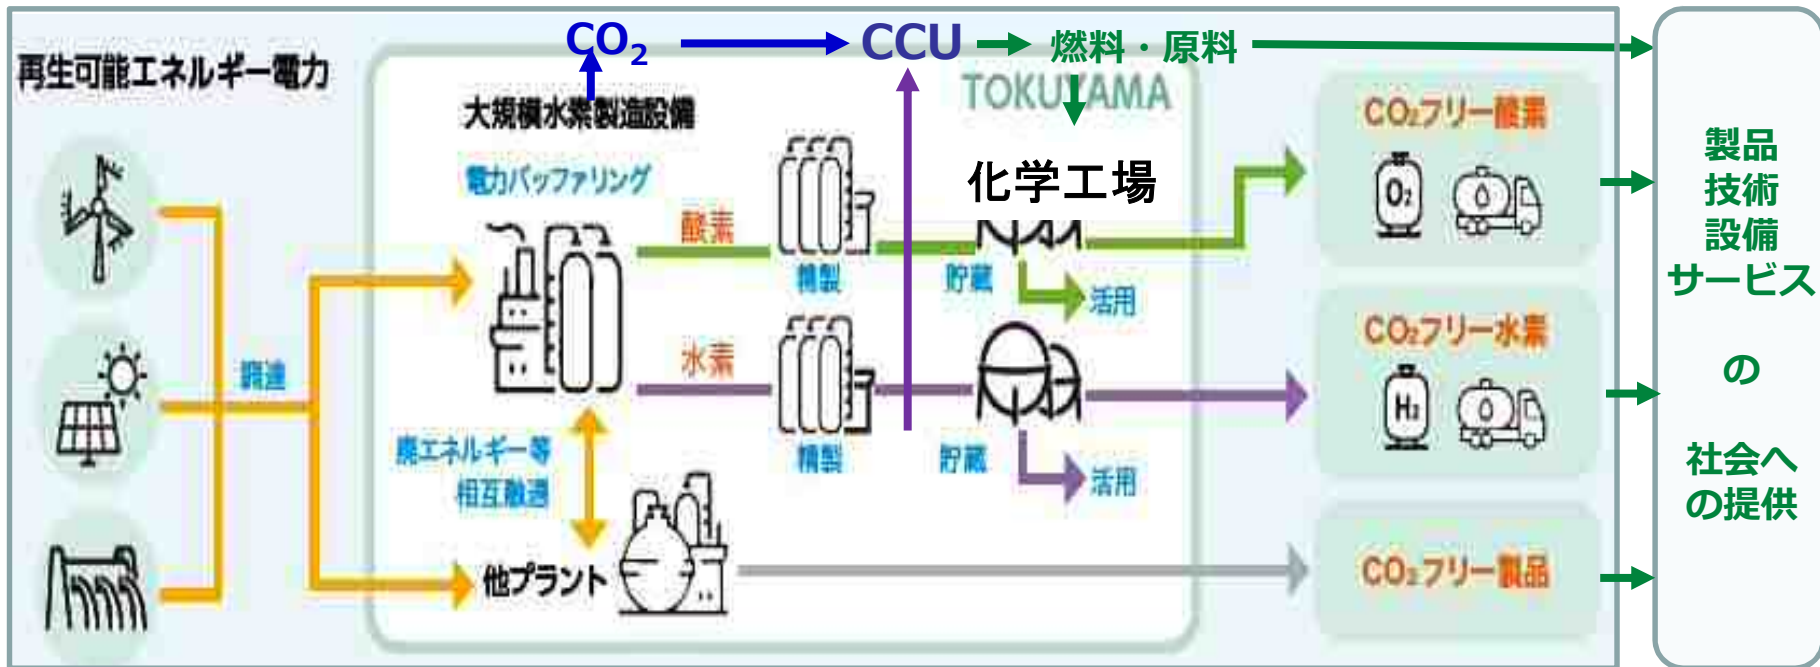 CO₂
CCU
燃料・原料
再生可能エネルギー電力
TOKUYAMA
大規模水素製造設備
電力バッファリング
化学工場
酸素
精製
貯蔵
活用
水素
精製
貯蔵
活用
調達
廃エネルギー等
相互融通
他プラント
CO₂フリー酸素
O₂
CO₂フリー水素
H₂
CO₂フリー製品
製品
技術
設備
サービス
の
社会へ
の提供